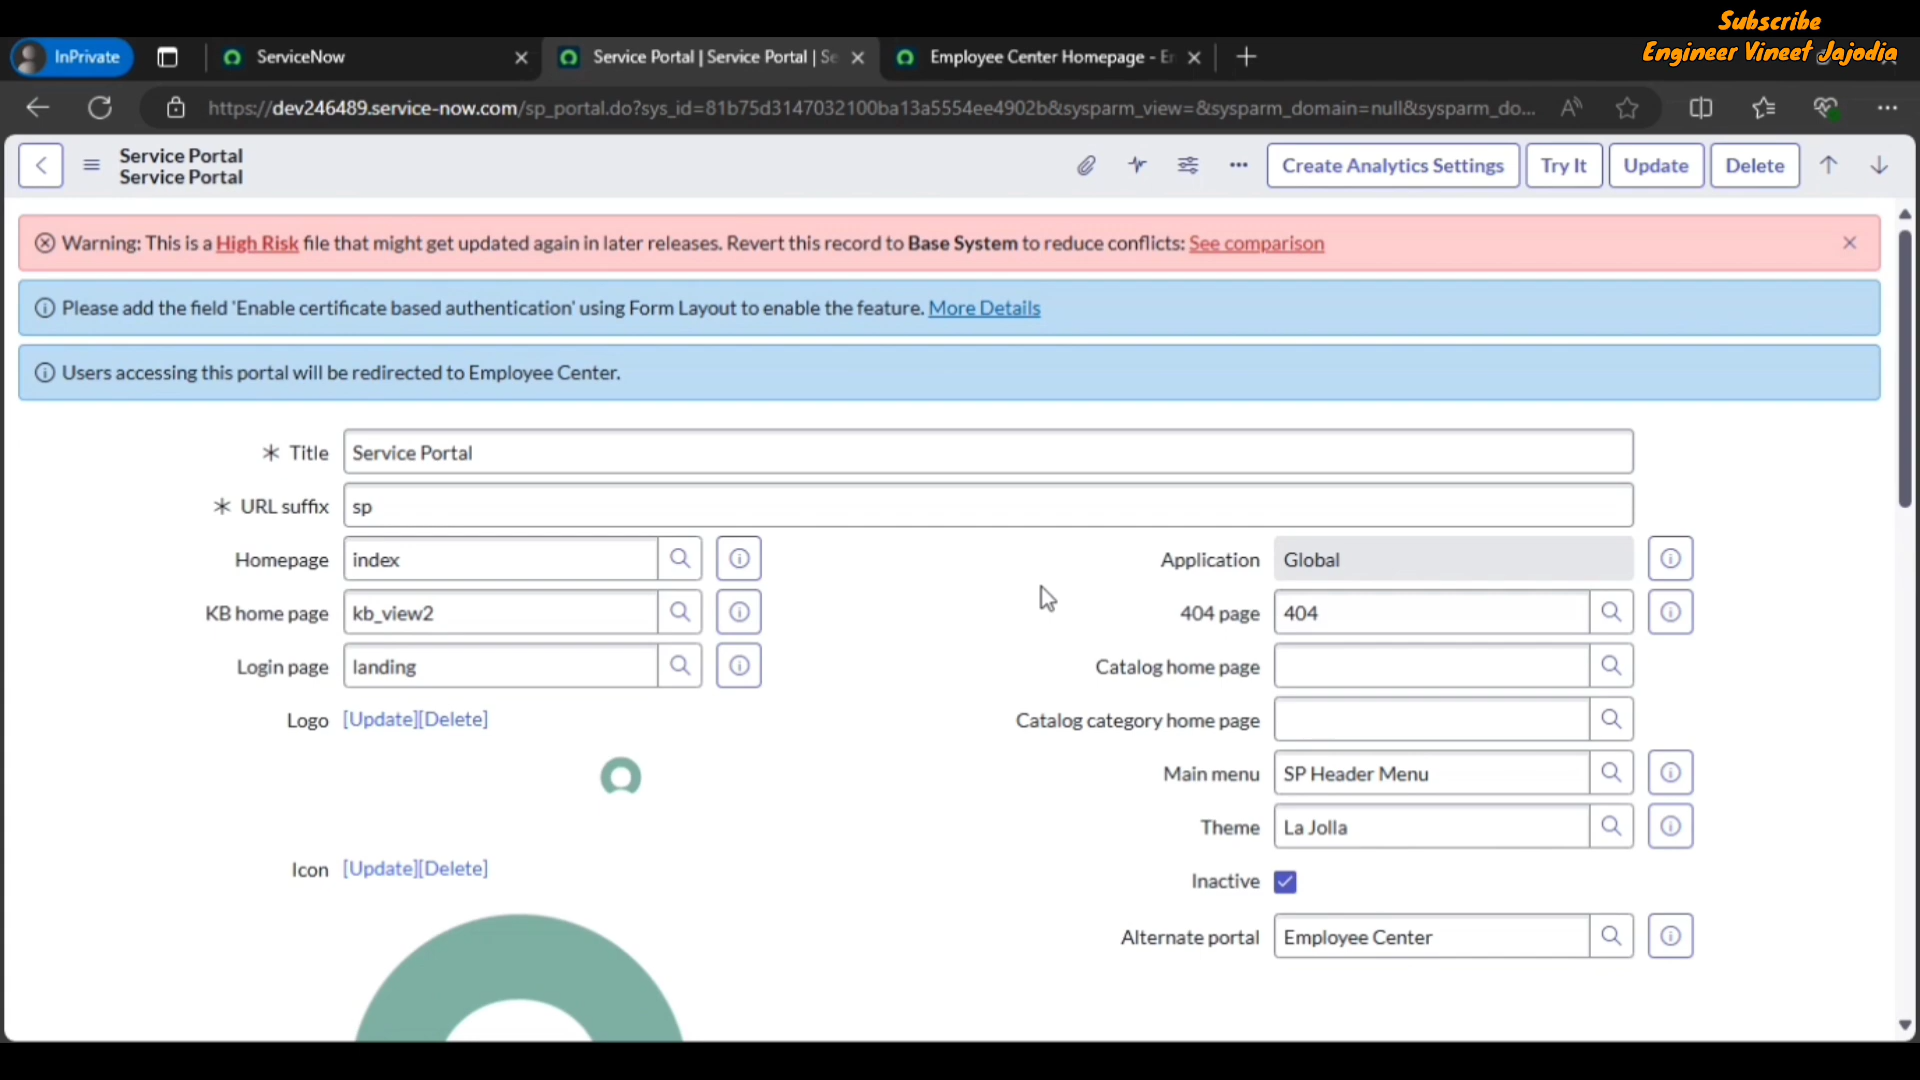 Subscribe
Engineer Vineet Jajodia
InPrivate
ServiceNow
Service Portal | Service Portal | Se
Employee Center Homepage - E
https://dev246489.service-now.com/sp_portal.do?sys_id=81b75d3147032100ba13a5554ee4902b&sysparm_view=&sysparm_domain=null&sysparm_do...
Service Portal
Service Portal
Create Analytics Settings
Try It
Update
Delete
Warning: This is a High Risk file that might get updated again in later releases. Revert this record to Base System to reduce conflicts: See comparison
Please add the field 'Enable certificate based authentication' using Form Layout to enable the feature. More Details
Users accessing this portal will be redirected to Employee Center.
Title Service Portal
URL suffix sp
Homepage index
Application Global
KB home page kb_view2
404 page 404
Login page landing
Catalog home page
Logo [Update][Delete]
Catalog category home page
Main menu SP Header Menu
Theme La Jolla
Icon [Update][Delete]
Inactive
Alternate portal Employee Center